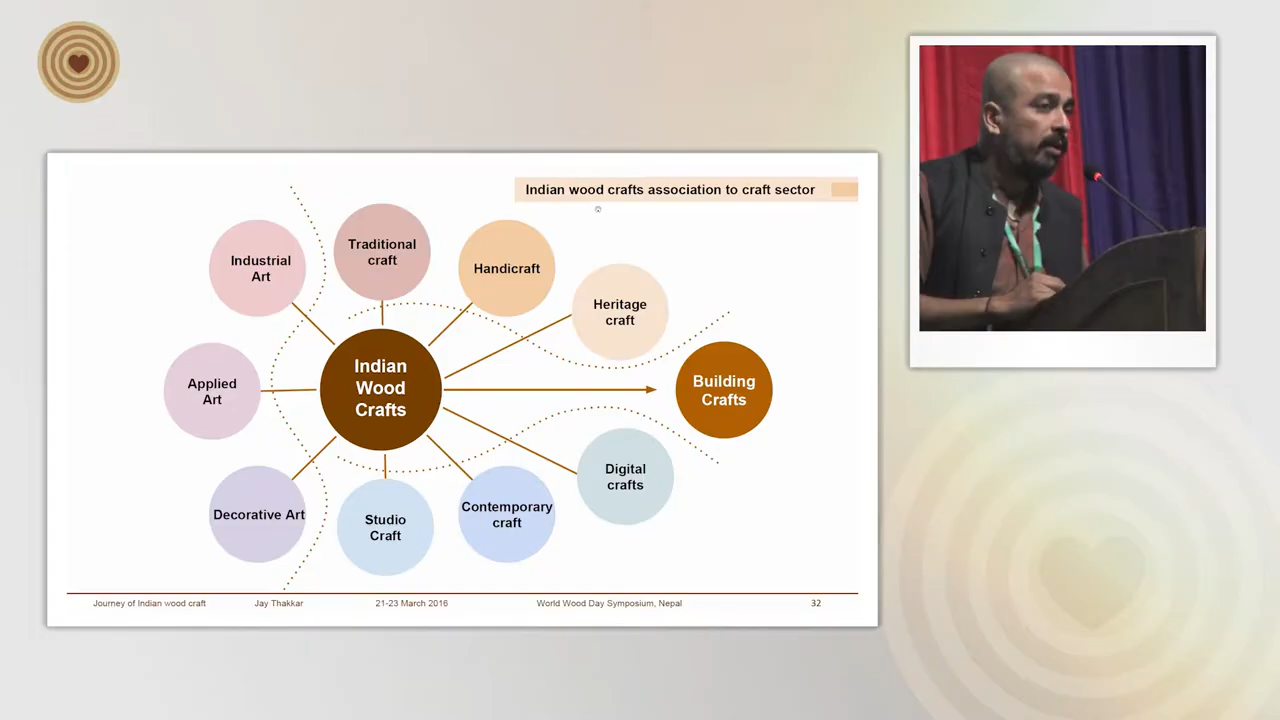 Indian wood crafts association to craft sector
Industrial
Art
Traditional
craft
Handicraft
Heritage
craft
Applied
Art
Indian
Wood
Crafts
Building
Crafts
Decorative Art
Studio
Craft
Contemporary
craft
Digital
crafts
Journey of Indian wood craft Jay Thakkar 21-23 March 2016 World Wood Day Symposium, Nepal 32